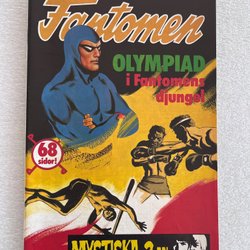 Fantomen
OLYMPIAD
i Fantomens
djungel
68
sidor!
MYSTISKA 2:an